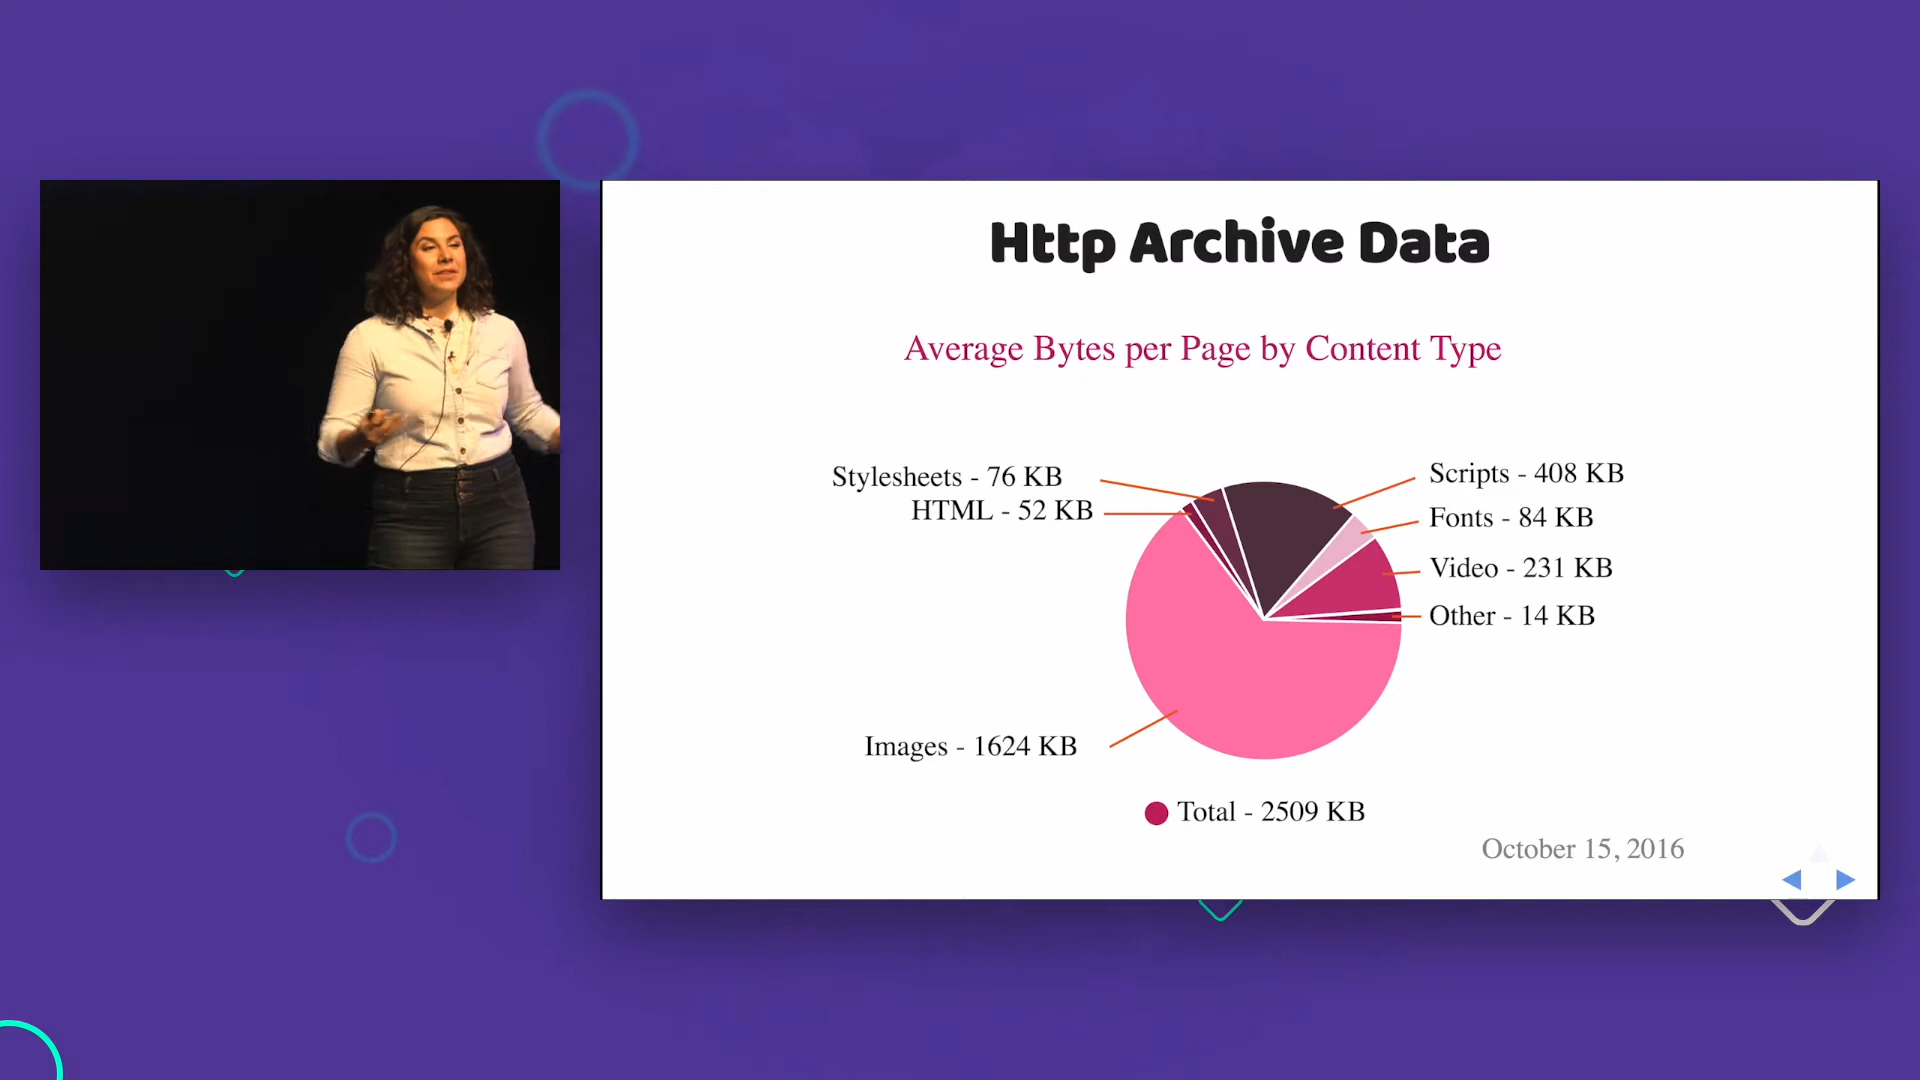 Http Archive Data
Average Bytes per Page by Content Type
Stylesheets - 76 KB
HTML - 52 KB
Scripts - 408 KB
Fonts - 84 KB
Video - 231 KB
Other - 14 KB
Images - 1624 KB
Total - 2509 KB
October 15, 2016